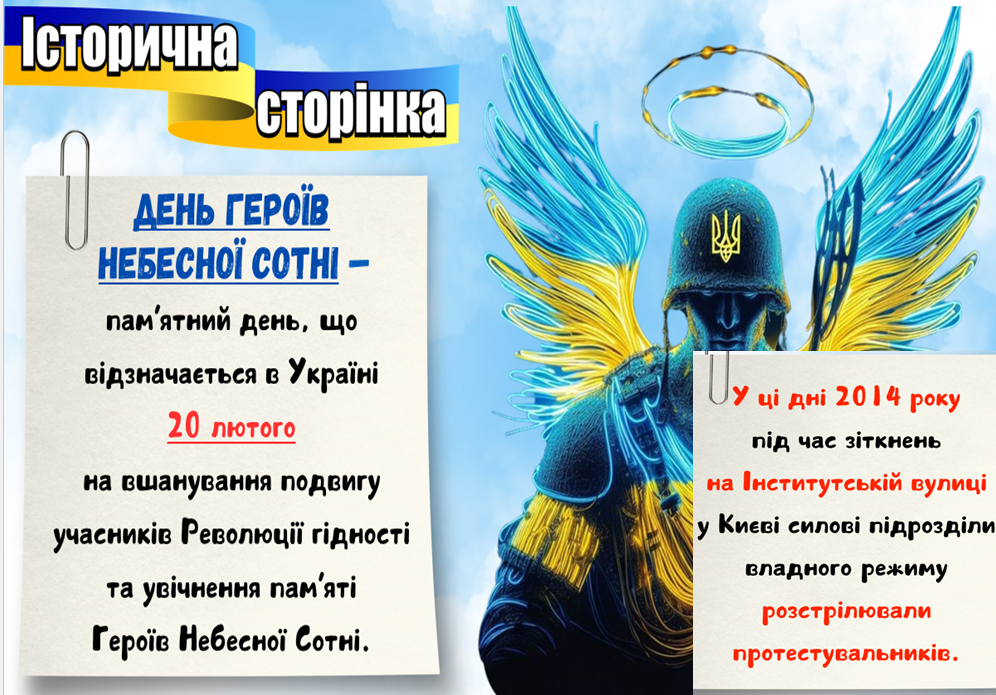 Історична
сторінка
ДЕНЬ ГЕРОЇВ
НЕБЕСНОЇ СОТНІ –
пам'ятний день, що
відзначається в Україні
20 лютого
на вшанування подвигу
учасників Революції гідності
та увічнення пам'яті
Героїв Небесної Сотні.
У ці дні 2014 року
під час зіткнень
на Інститутській вулиці
у Києві силові підрозділи
владного режиму
розстрілювали
протестувальників.